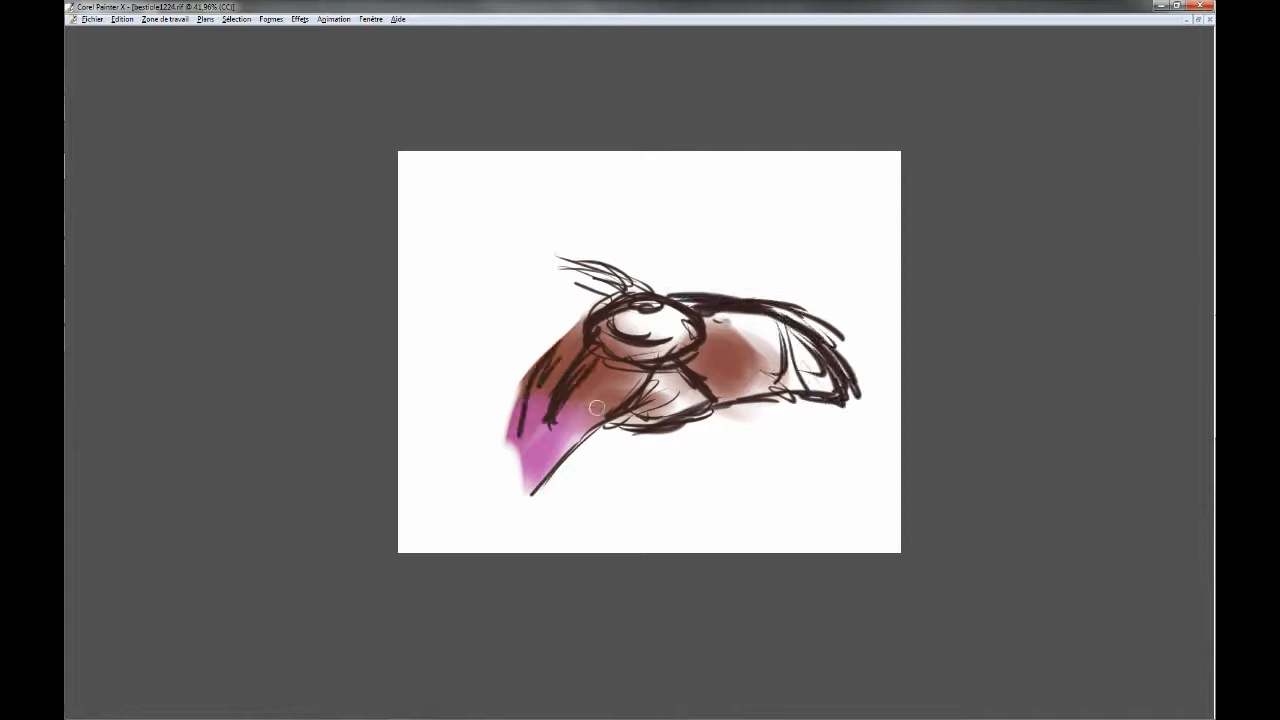 Corel Painter X - [bestiole1224.rif @ 41,96% (CC)]
Fichier Edition Zone de travail Plans Sélection Formes Effets Animation Fenêtre Aide